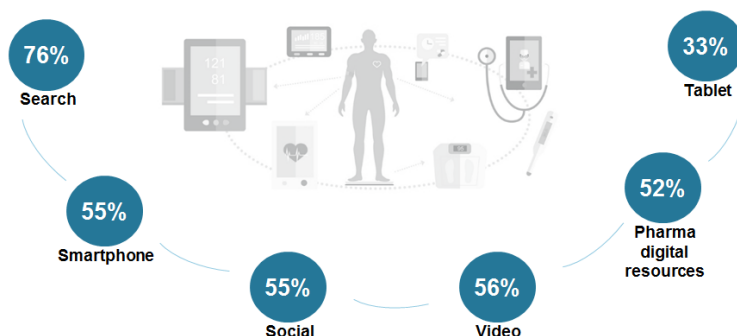 76%
Search
55%
Smartphone
55%
Social
56%
Video
52%
Pharma
digital
resources
33%
Tablet
121
81